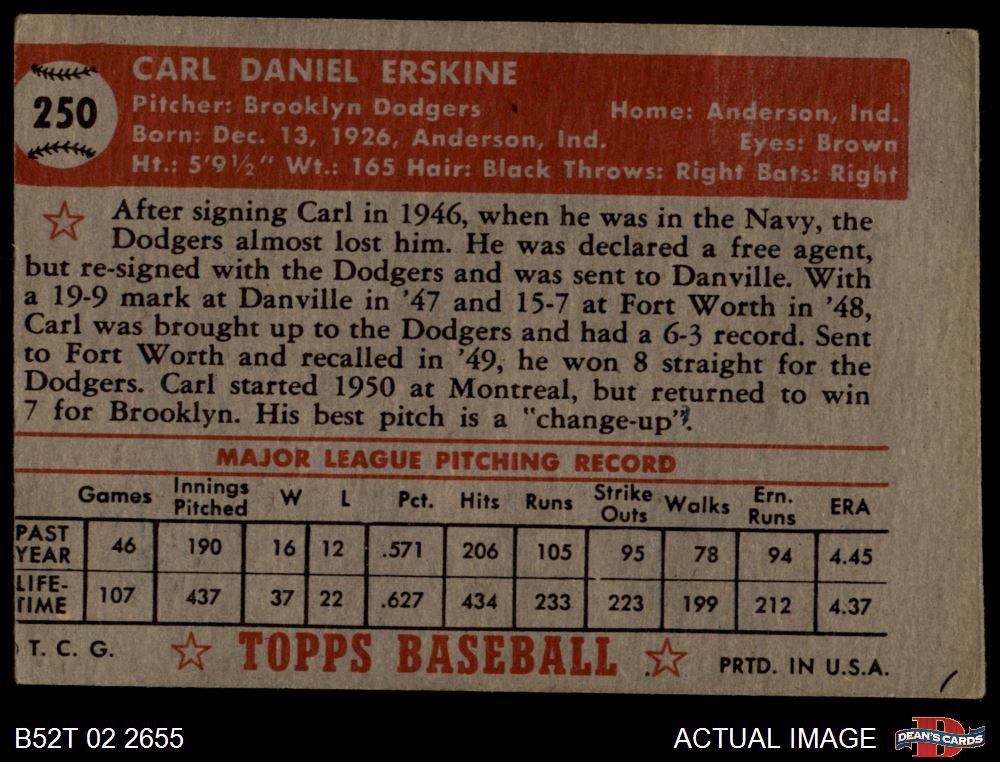 250
CARL DANIEL ERSKINE
Pitcher: Brooklyn Dodgers Home: Anderson, Ind.
Born: Dec. 13, 1926, Anderson, Ind. Eyes: Brown
Ht.: 5'9½" Wt.: 165 Hair: Black Throws: Right Bats: Right
After signing Carl in 1946, when he was in the Navy, the
Dodgers almost lost him. He was declared a free agent,
but re-signed with the Dodgers and was sent to Danville. With
a 19-9 mark at Danville in '47 and 15-7 at Fort Worth in '48,
Carl was brought up to the Dodgers and had a 6-3 record. Sent
to Fort Worth and recalled in '49, he won 8 straight for the
Dodgers. Carl started 1950 at Montreal, but returned to win
7 for Brooklyn. His best pitch is a "change-up".
MAJOR LEAGUE PITCHING RECORD
Games Innings Pitched W L Pct. Hits Runs Strike Outs Walks Ern. Runs ERA
PAST YEAR 46 190 16 12 .571 206 105 95 78 94 4.45
LIFE-TIME 107 437 37 22 .627 434 233 223 199 212 4.37
T. C. G. TOPPS BASEBALL PRTD. IN U.S.A.
B52T 02 2655 ACTUAL IMAGE DEAN'S CARDS